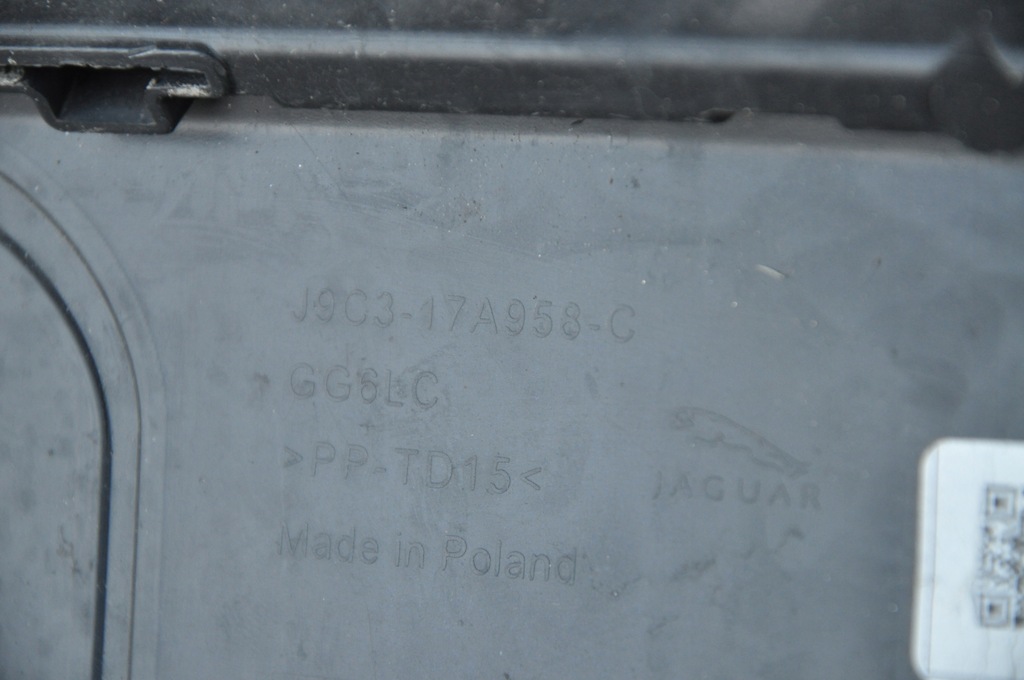 J9C3-17A958-C
GG6LC
>PP-TD15<
JAGUAR
Made in Poland